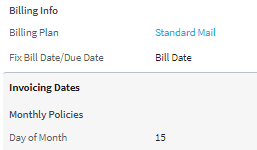 Billing Info
Billing Plan Standard Mail
Fix Bill Date/Due Date Bill Date
Invoicing Dates
Monthly Policies
Day of Month 15